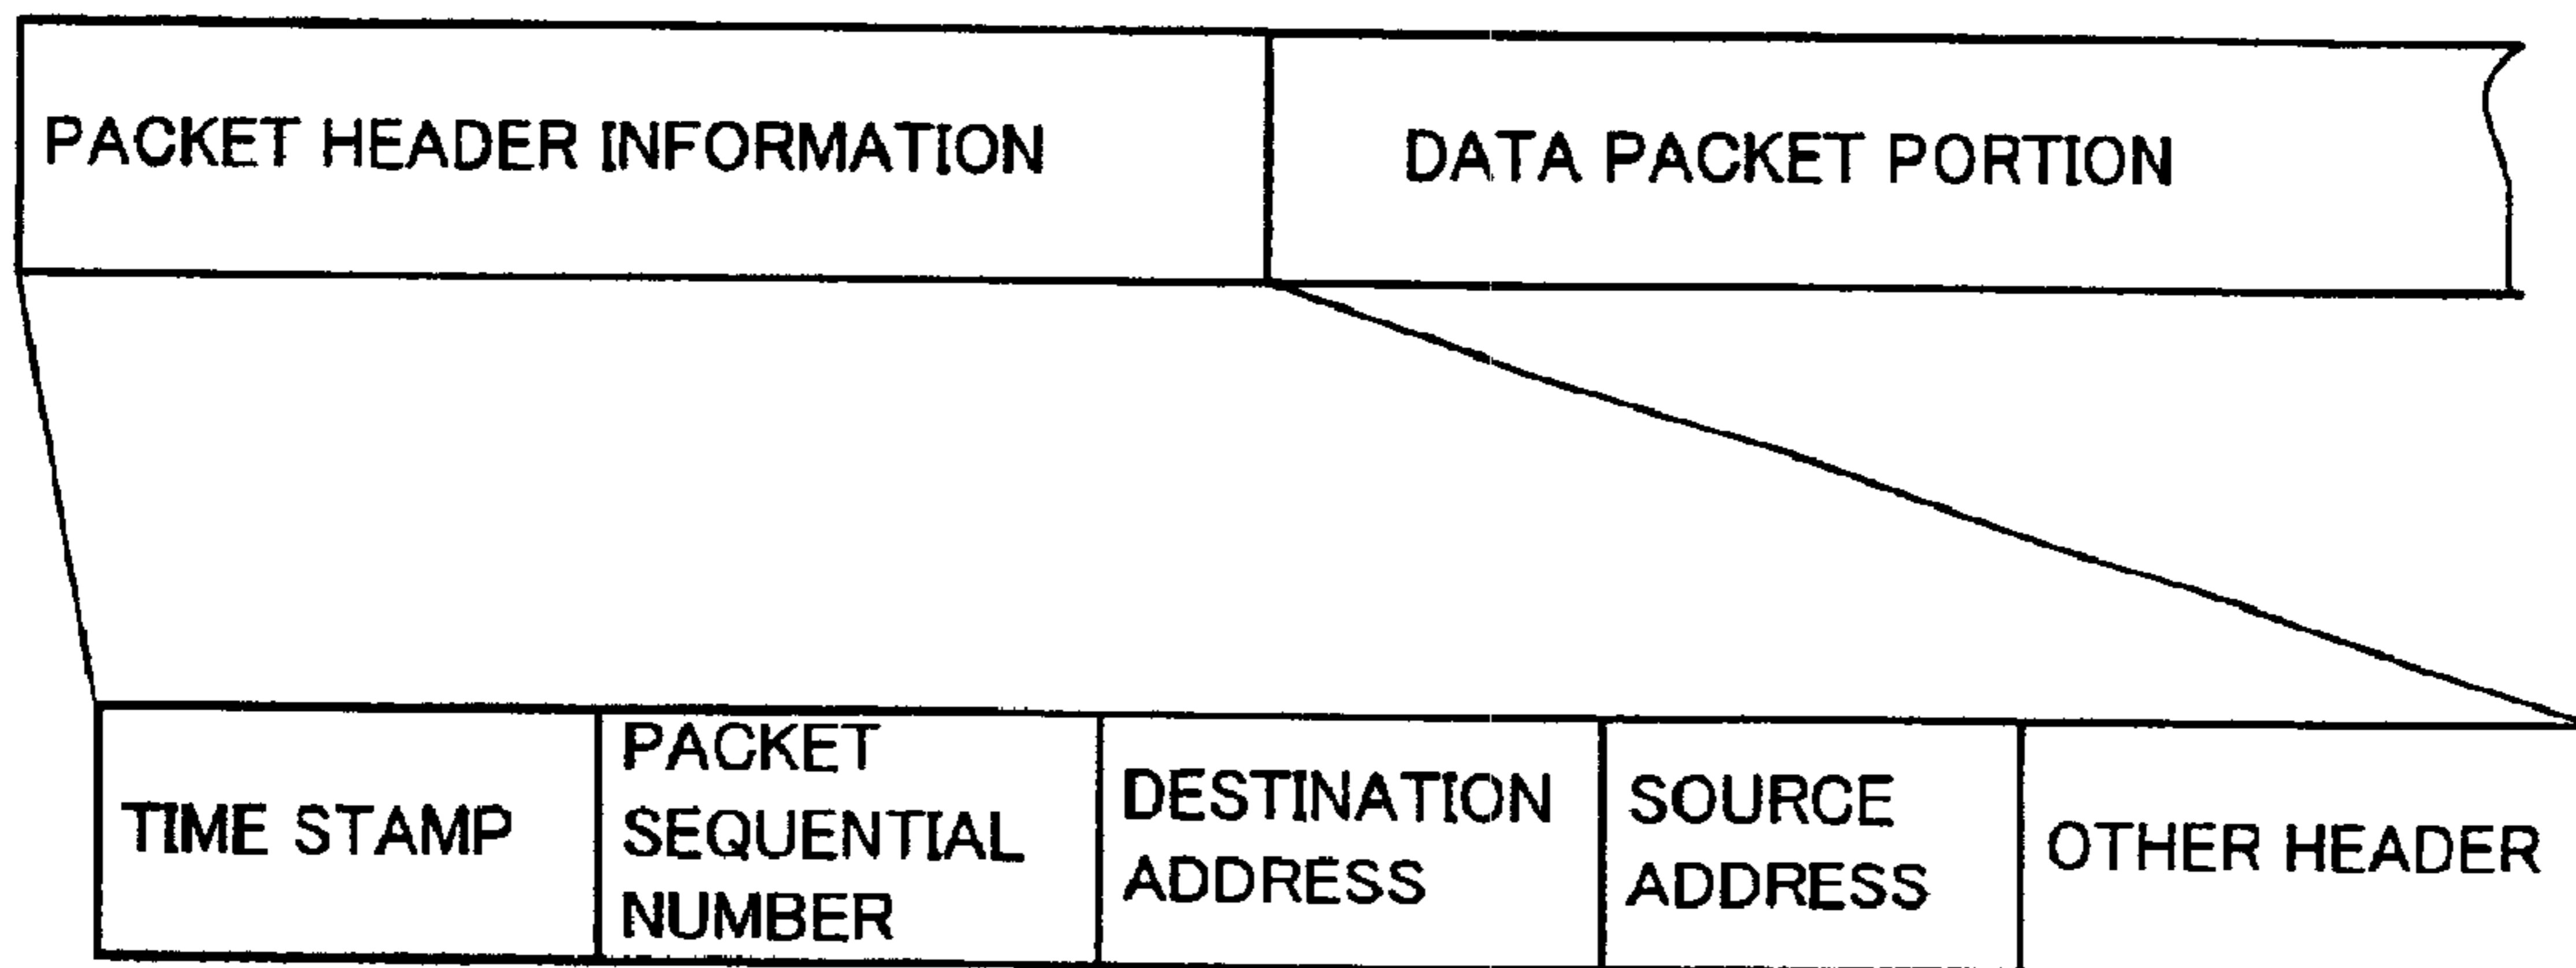 PACKET HEADER INFORMATION
DATA PACKET PORTION
TIME STAMP
PACKET
SEQUENTIAL
NUMBER
DESTINATION
ADDRESS
SOURCE
ADDRESS
OTHER HEADER